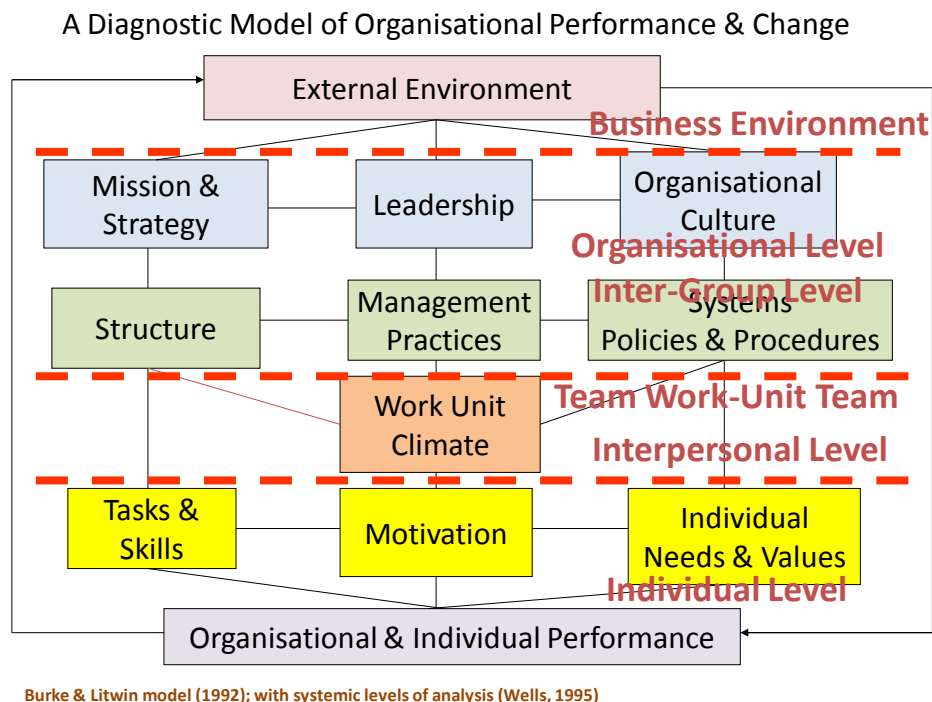 A Diagnostic Model of Organisational Performance & Change
External Environment
Business Environment
Mission &
Strategy
Leadership
Organisational
Culture
Organisational Level
Inter-Group Level
Structure
Management
Practices
Systems
Policies & Procedures
Work Unit
Climate
Team Work-Unit Team
Interpersonal Level
Tasks &
Skills
Motivation
Individual
Needs & Values
Individual Level
Organisational & Individual Performance
Burke & Litwin model (1992); with systemic levels of analysis (Wells, 1995)